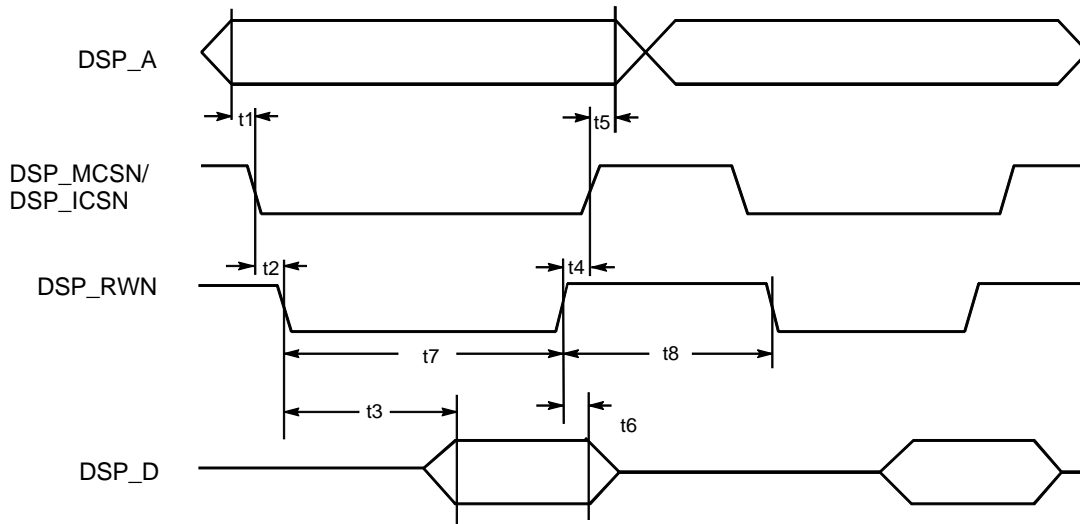 DSP_A
t1
t5
DSP_MCSN/
DSP_ICSN
t2
t4
DSP_RWN
t7
t8
t3
t6
DSP_D